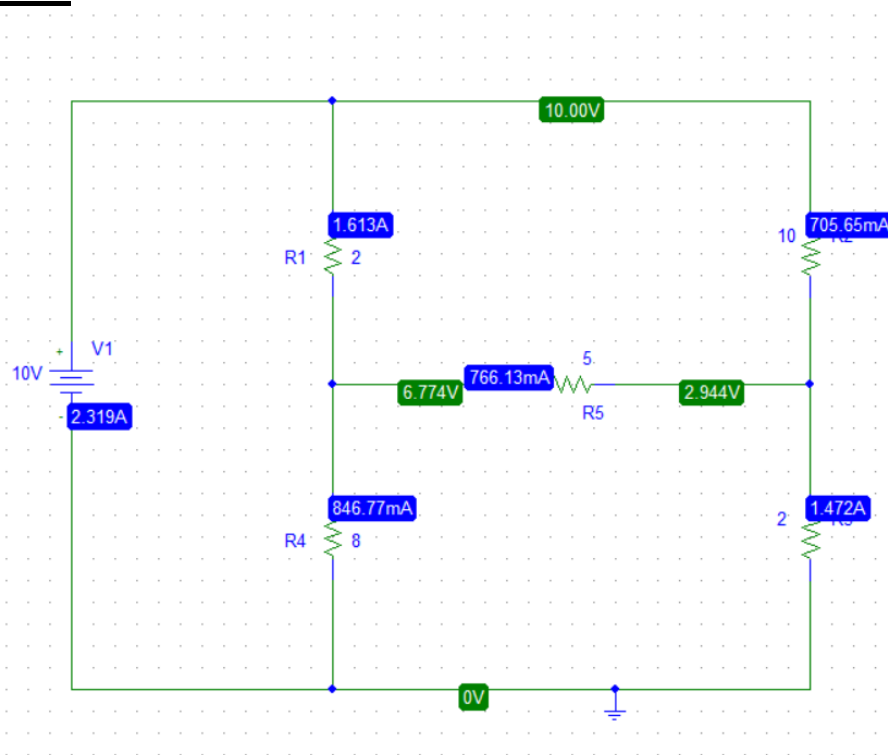 10.00V
1.613A
705.65mA
10
R1
2
V1
+
10V
5
766.13mA
6.774V
2.944V
R5
-
2.319A
846.77mA
1.472A
2
R4
8
0V